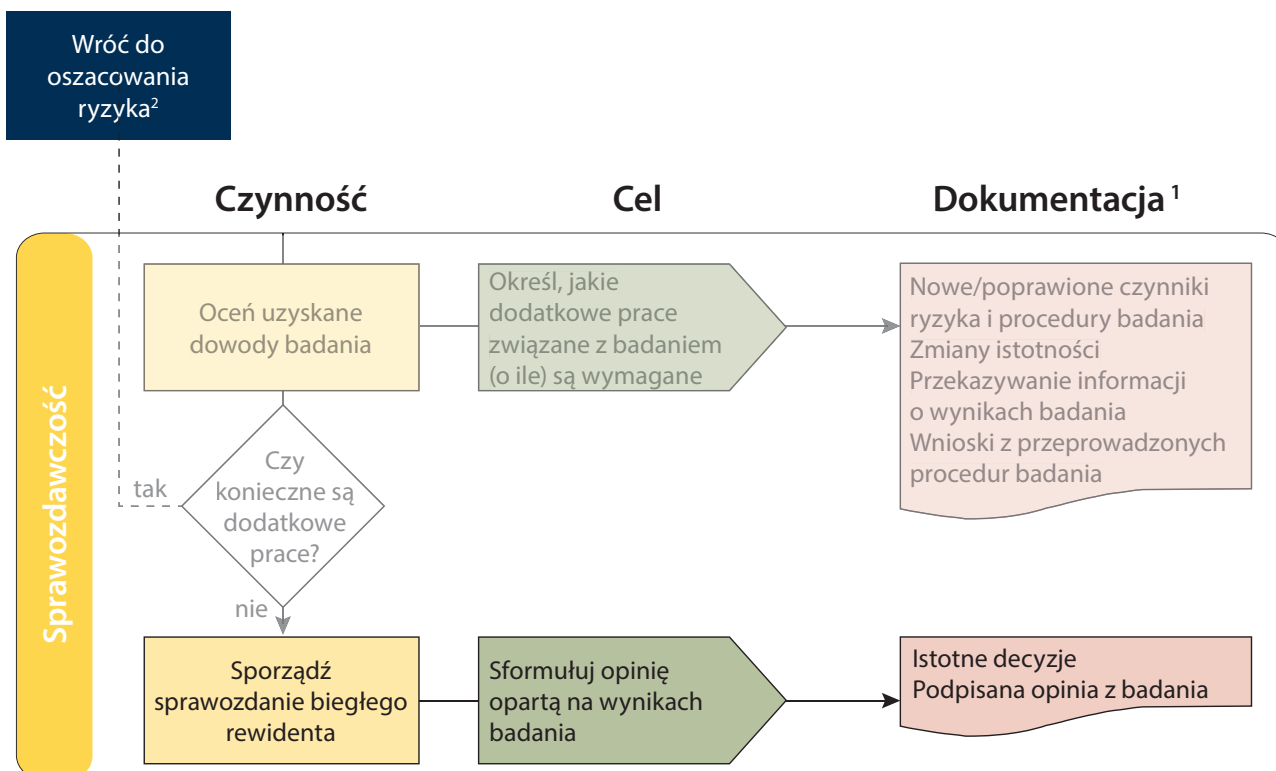 Wróć do
oszacowania
ryzyka²
Czynność
Cel
Dokumentacja ¹
Sprawozdawczość
Oceń uzyskane
dowody badania
Określ, jakie
dodatkowe prace
związane z badaniem
(o ile) są wymagane
Nowe/poprawione czynniki
ryzyka i procedury badania
Zmiany istotności
Przekazywanie informacji
o wynikach badania
Wnioski z przeprowadzonych
procedur badania
Czy
konieczne są
dodatkowe
prace?
tak
nie
Sporządź
sprawozdanie biegłego
rewidenta
Sformułuj opinię
opartą na wynikach
badania
Istotne decyzje
Podpisana opinia z badania